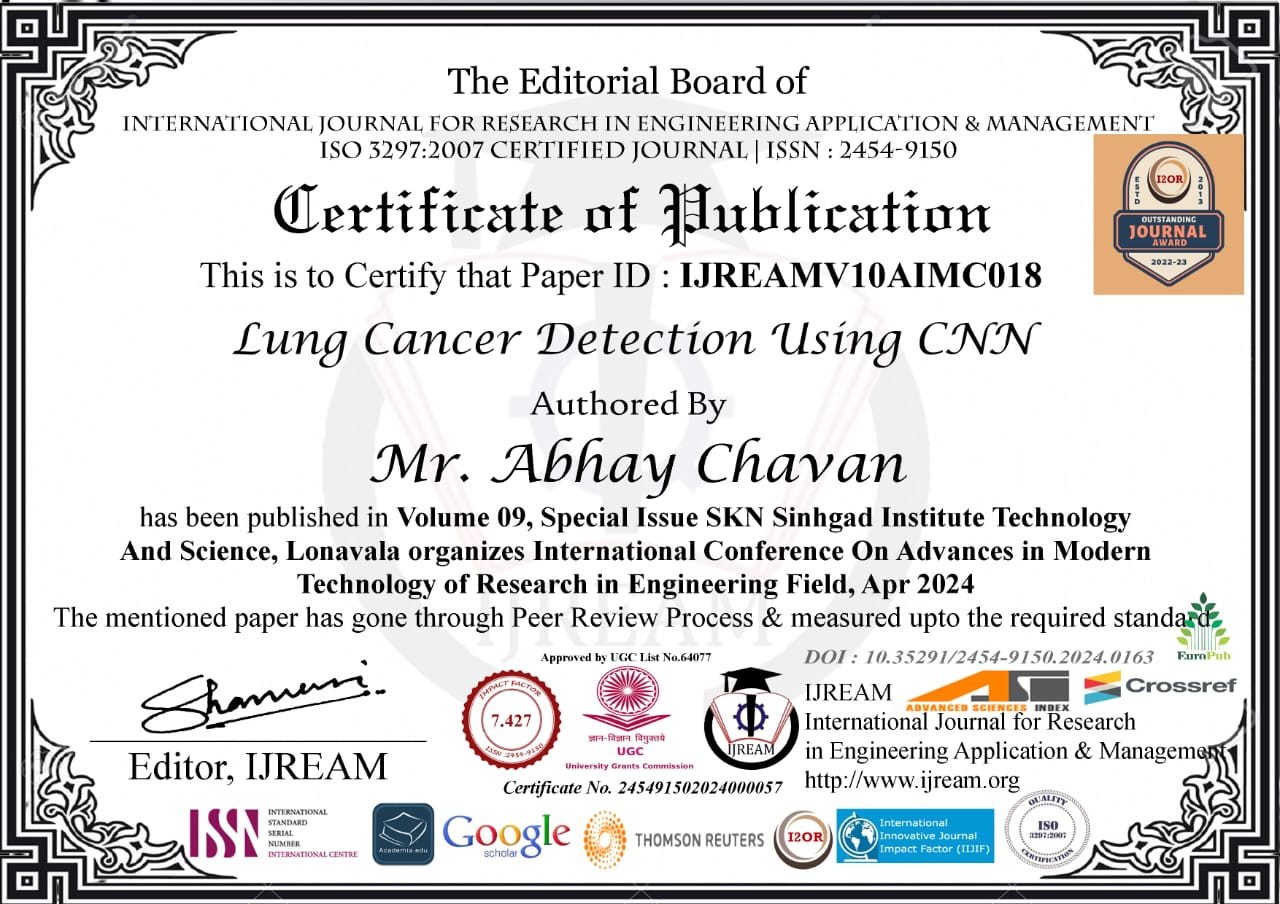 The Editorial Board of
INTERNATIONAL JOURNAL FOR RESEARCH IN ENGINEERING APPLICATION & MANAGEMENT
ISO 3297:2007 CERTIFIED JOURNAL | ISSN : 2454-9150
ESTD I2OR 2013
OUTSTANDING
JOURNAL
AWARD
2022-23
Certificate of Publication
This is to Certify that Paper ID : IJREAMV10AIMC018
Lung Cancer Detection Using CNN
Authored By
Mr. Abhay Chavan
has been published in Volume 09, Special Issue SKN Sinhgad Institute Technology
And Science, Lonavala organizes International Conference On Advances in Modern
Technology of Research in Engineering Field, Apr 2024
The mentioned paper has gone through Peer Review Process & measured upto the required standard.
IJREAM
EuroPub
Approved by UGC List No.64077
DOI : 10.35291/2454-9150.2024.0163
Editor, IJREAM
IMPACT FACTOR
7.427
ISSN : 2454-9150
ज्ञान-विज्ञान विमुक्तये
UGC
University Grants Commission
IJREAM
IJREAM
ASI
ADVANCED SCIENCES INDEX
Crossref
International Journal for Research
in Engineering Application & Management
http://www.ijream.org
Certificate No. 245491502024000057
ISSN
INTERNATIONAL
STANDARD
SERIAL
NUMBER
INTERNATIONAL CENTRE
Academia.edu
Google
scholar
THOMSON REUTERS
I2OR
International
Innovative Journal
Impact Factor (IIJIF)
QUALITY
ISO
3297:2007
CERTIFICATION